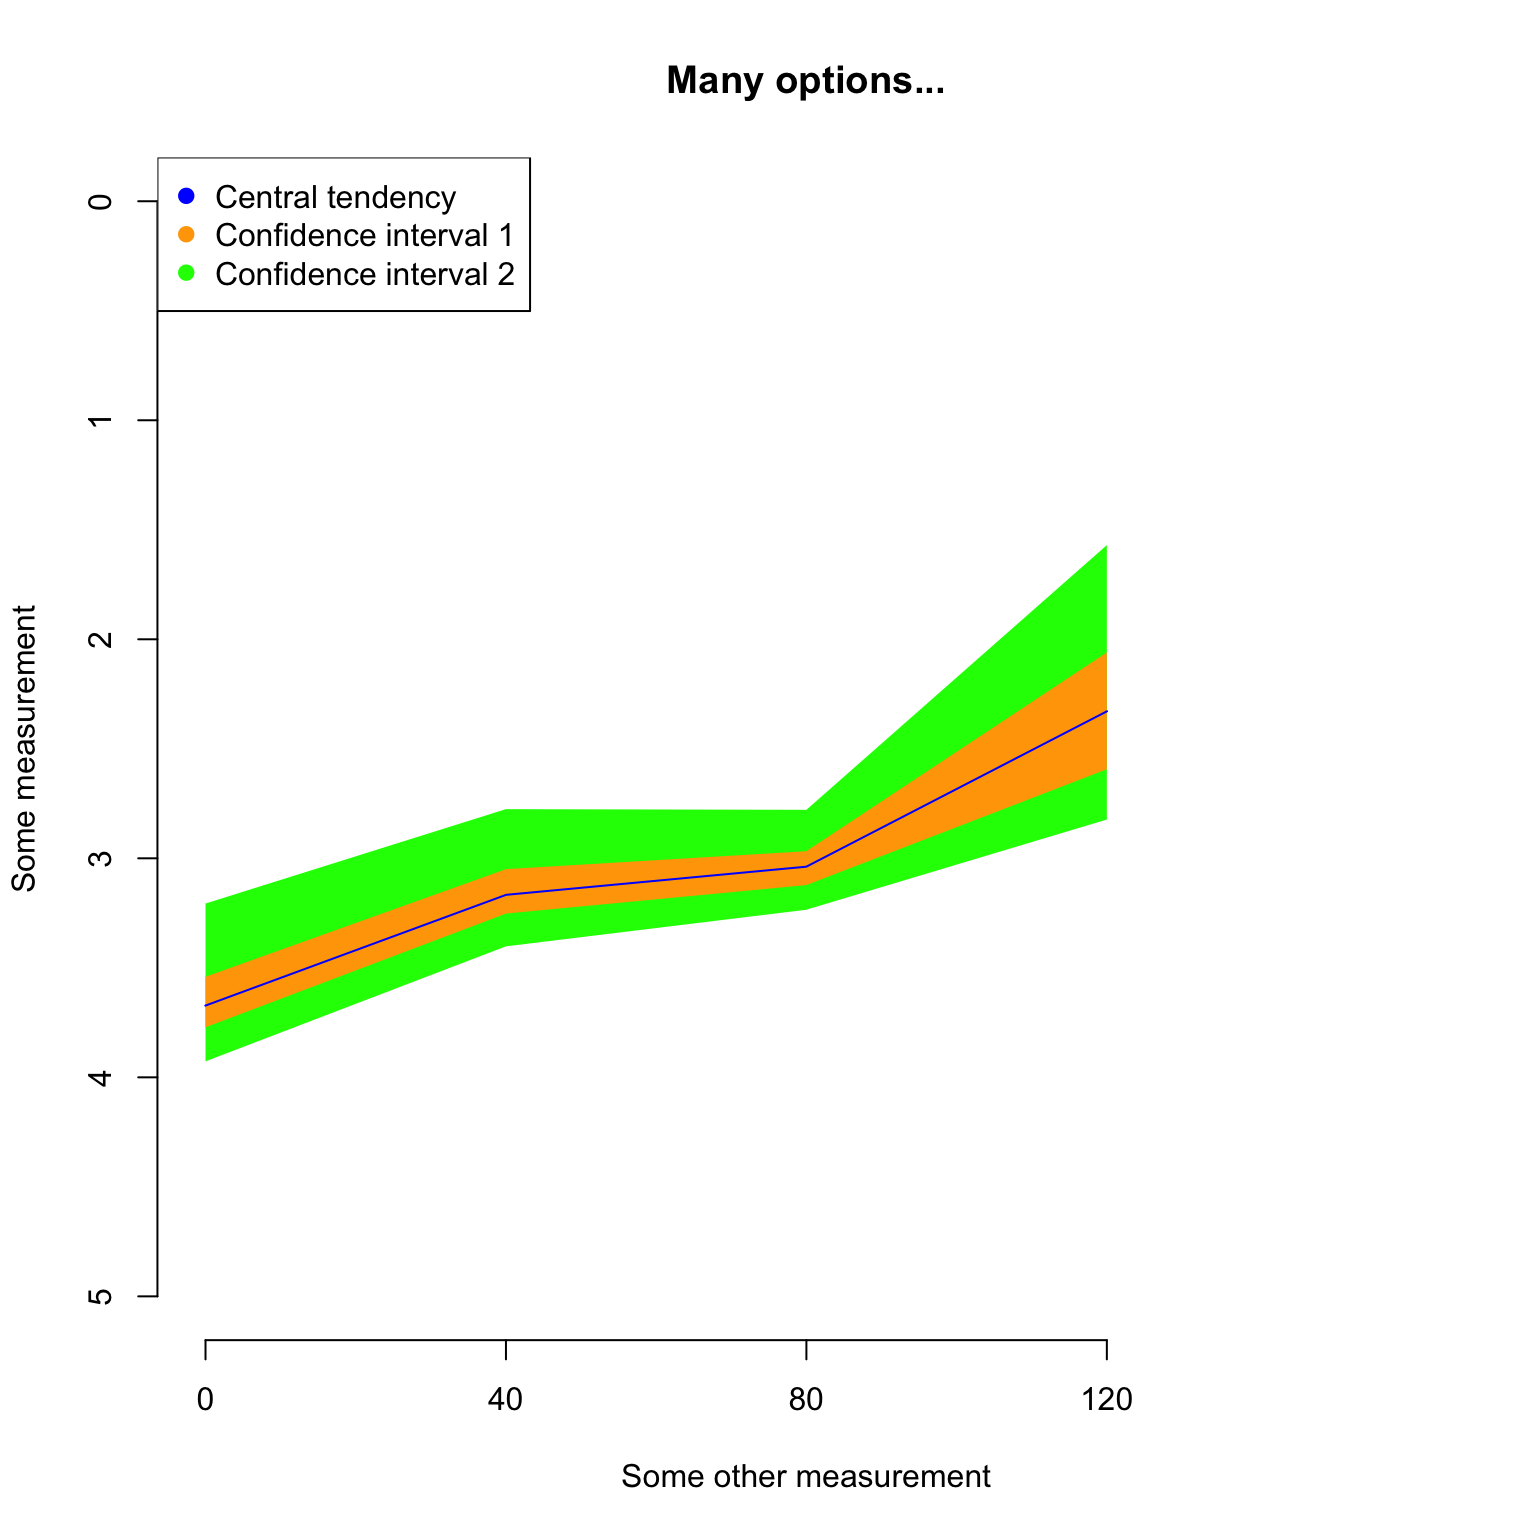 Many options...
Central tendency
Confidence interval 1
Confidence interval 2
0
1
2
3
4
5
Some measurement
0 40 80 120
Some other measurement